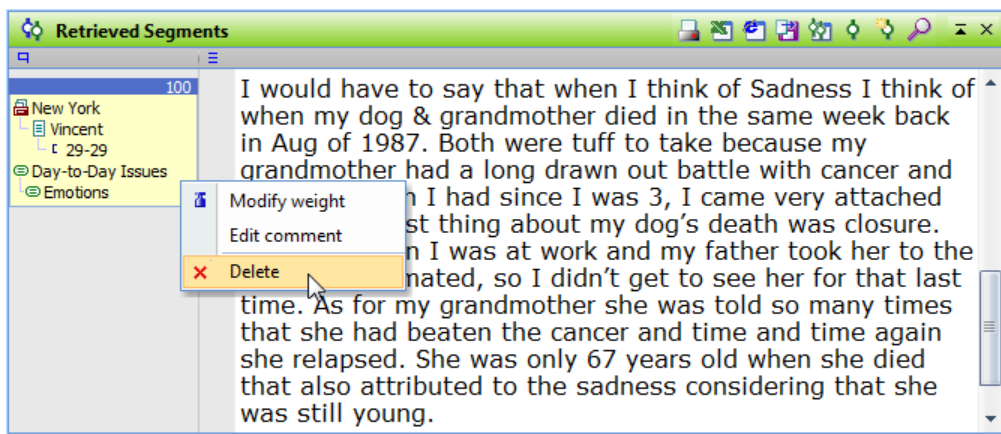 Retrieved Segments
100
New York
Vincent
29-29
Day-to-Day Issues
Emotions
I would have to say that when I think of Sadness I think of
when my dog & grandmother died in the same week back
in Aug of 1987. Both were tuff to take because my
grandmother had a long drawn out battle with cancer and
I had since I was 3, I came very attached
thing about my dog’s death was closure.
I was at work and my father took her to the
so I didn’t get to see her for that last
time. As for my grandmother she was told so many times
that she had beaten the cancer and time and time again
she relapsed. She was only 67 years old when she died
that also attributed to the sadness considering that she
was still young.
Modify weight
Edit comment
Delete